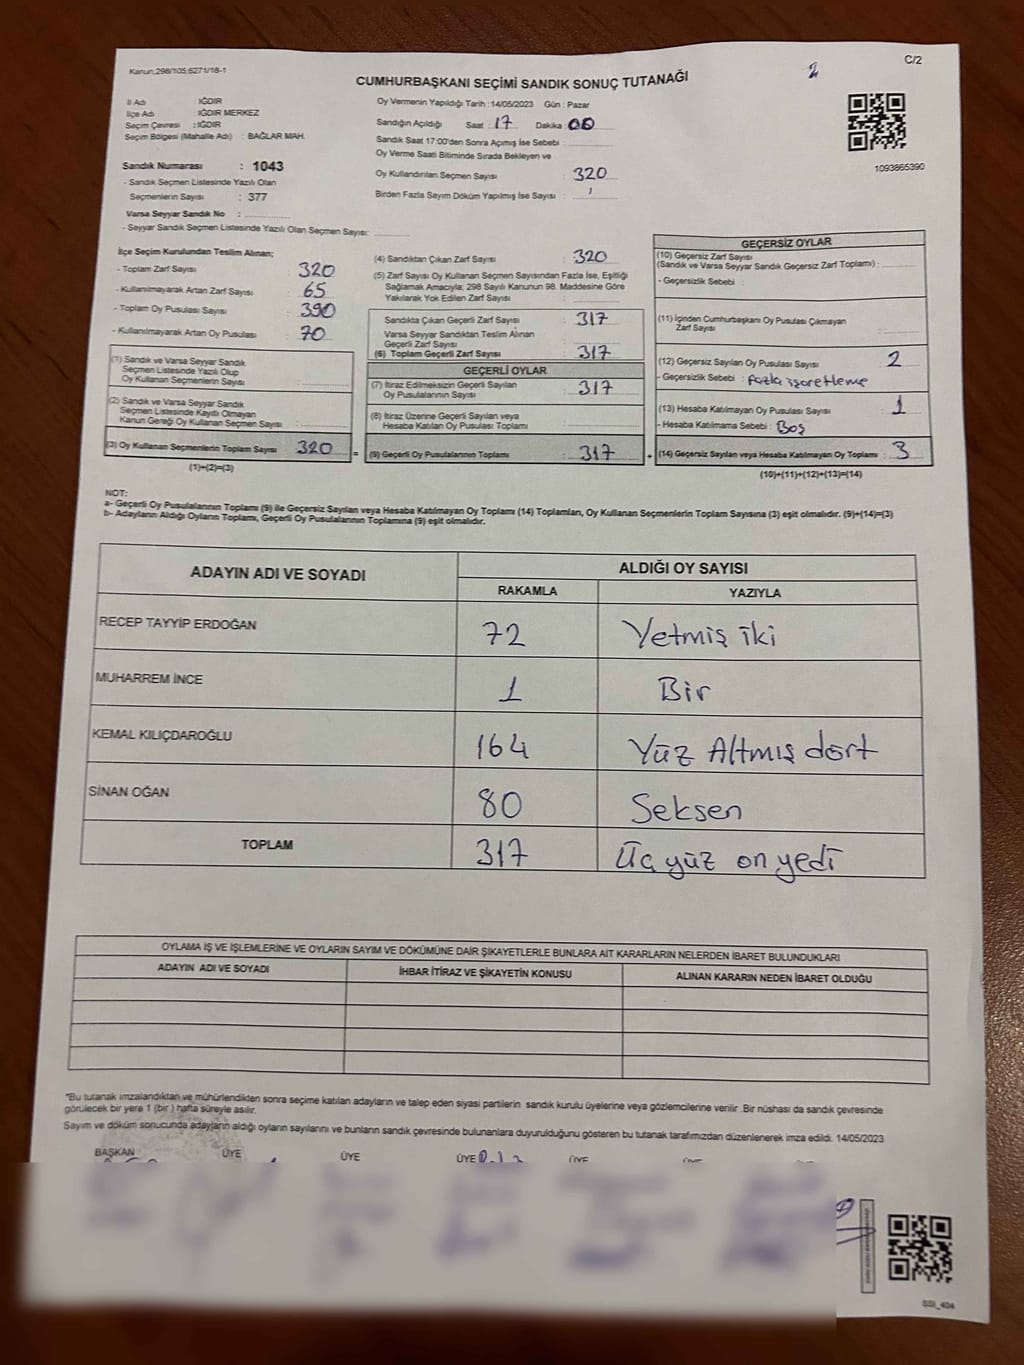 Kanun;298/105;6271/18-1
2
C/2
CUMHURBAŞKANI SEÇİMİ SANDIK SONUÇ TUTANAĞI
İl Adı : IĞDIR
İlçe Adı : IĞDIR MERKEZ
Seçim Çevresi : IĞDIR
Seçim Bölgesi (Mahalle Adı) : BAĞLAR MAH.
Sandık Numarası : 1043
- Sandık Seçmen Listesinde Yazılı Olan
Seçmenlerin Sayısı : 377
Varsa Seyyar Sandık No :
- Seyyar Sandık Seçmen Listesinde Yazılı Olan Seçmen Sayısı:
Oy Vermenin Yapıldığı Tarih : 14/05/2023 Gün : Pazar
Sandığın Açıldığı Saat : 17 Dakika : 00
Sandık Saat 17:00'den Sonra Açımış İse Sebebi :
Oy Verme Saati Bitiminde Sırada Bekleyen ve
Oy Kullandırılan Seçmen Sayısı : 320
Birden Fazla Sayım Döküm Yapılmış İse Sayısı : 1
1093865390
İlçe Seçim Kurulundan Teslim Alınan;
- Toplam Zarf Sayısı : 320
- Kullanılmayarak Artan Zarf Sayısı : 65
- Toplam Oy Pusulası Sayısı : 390
- Kullanılmayarak Artan Oy Pusulası : 70
(1) Sandık ve Varsa Seyyar Sandık
Seçmen Listesinde Yazılı Olup
Oy Kullanan Seçmenlerin Sayısı :
(2) Sandık ve Varsa Seyyar Sandık
Seçmen Listesinde Kayıtlı Olmayan
Kanun Gereği Oy Kullanan Seçmen Sayısı :
(3) Oy Kullanan Seçmenlerin Toplam Sayısı 320
(1)+(2)=(3)
(4) Sandıktan Çıkan Zarf Sayısı : 320
(5) Zarf Sayısı Oy Kullanan Seçmen Sayısından Fazla İse, Eşitliği
Sağlamak Amacıyla; 298 Sayılı Kanunun 98. Maddesine Göre
Yakılarak Yok Edilen Zarf Sayısı :
Sandıkta Çıkan Geçerli Zarf Sayısı : 317
Varsa Seyyar Sandıktan Teslim Alınan
Geçerli Zarf Sayısı :
(6) Toplam Geçerli Zarf Sayısı : 317
GEÇERLİ OYLAR
(7) İtiraz Edilmeksizin Geçerli Sayılan
Oy Pusulalarının Sayısı : 317
(8) İtiraz Üzerine Geçerli Sayılan veya
Hesaba Katılan Oy Pusulası Toplamı :
= (9) Geçerli Oy Pusulalarının Toplamı : 317 +
GEÇERSİZ OYLAR
(10) Geçersiz Zarf Sayısı
(Sandık ve Varsa Seyyar Sandık Geçersiz Zarf Toplamı) :
- Geçersizlik Sebebi :
(11) İçinden Cumhurbaşkanı Oy Pusulası Çıkmayan
Zarf Sayısı :
(12) Geçersiz Sayılan Oy Pusulası Sayısı : 2
- Geçersizlik Sebebi : fazla işaretleme
(13) Hesaba Katılmayan Oy Pusulası Sayısı : 1
- Hesaba Katılmama Sebebi : Boş
(14) Geçersiz Sayılan veya Hesaba Katılmayan Oy Toplamı : 3
(10)+(11)+(12)+(13)=(14)
NOT:
a- Geçerli Oy Pusulalarının Toplamı (9) ile Geçersiz Sayılan veya Hesaba Katılmayan Oy Toplamı (14) Toplamları, Oy Kullanan Seçmenlerin Toplam Sayısına (3) eşit olmalıdır. (9)+(14)=(3)
b- Adayların Aldığı Oyların Toplamı, Geçerli Oy Pusulalarının Toplamına (9) eşit olmalıdır.
ADAYIN ADI VE SOYADI
ALDIĞI OY SAYISI
RAKAMLA YAZIYLA
RECEP TAYYİP ERDOĞAN 72 Yetmiş iki
MUHARREM İNCE 1 Bir
KEMAL KILIÇDAROĞLU 164 Yüz Altmış dört
SİNAN OĞAN 80 Seksen
TOPLAM 317 Üç yüz on yedi
OYLAMA İŞ VE İŞLEMLERİNE VE OYLARIN SAYIM VE DÖKÜMÜNE DAİR ŞİKAYETLERLE BUNLARA AİT KARARLARIN NELERDEN İBARET BULUNDUKLARI
ADAYIN ADI VE SOYADI İHBAR İTİRAZ VE ŞİKAYETİN KONUSU ALINAN KARARIN NEDEN İBARET OLDUĞU
*Bu tutanak imzalandıktan ve mühürlendikten sonra seçime katılan adayların ve talep eden siyasi partilerin sandık kurulu üyelerine veya gözlemcilerine verilir. Bir nüshası da sandık çevresinde
görülecek bir yere 1 (bir) hafta süreyle asılır.
Sayım ve döküm sonucunda adayların aldığı oyların sayılarını ve bunların sandık çevresinde bulunanlara duyurulduğunu gösteren bu tutanak tarafımızdan düzenlenerek imza edildi. 14/05/2023
BAŞKAN ÜYE ÜYE ÜYE ÜYE
SSI_404